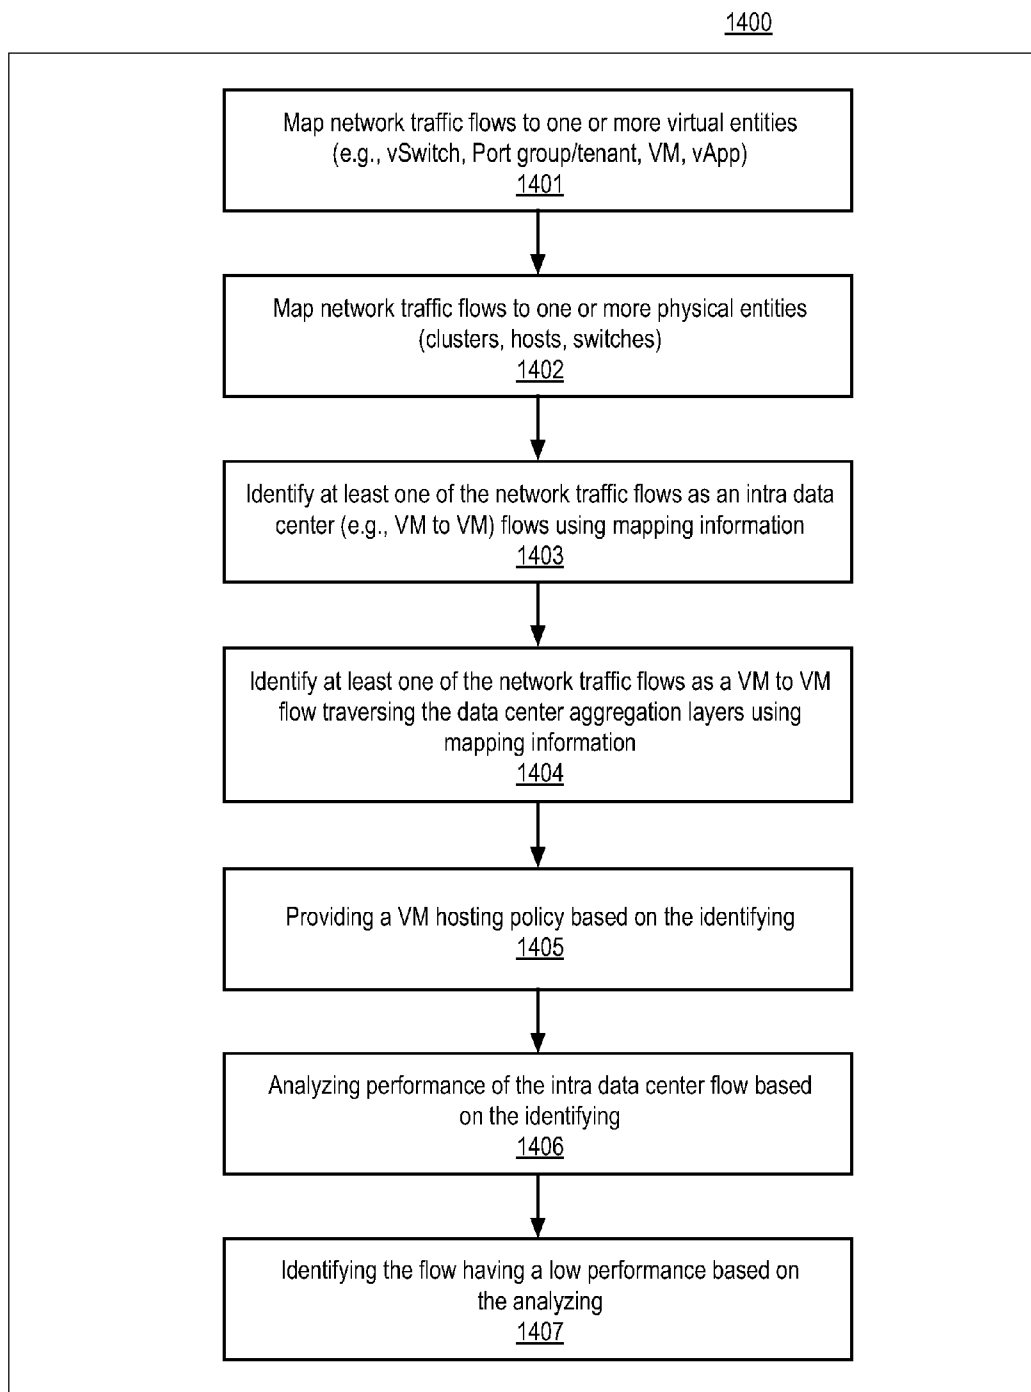 1400
Map network traffic flows to one or more virtual entities
(e.g., vSwitch, Port group/tenant, VM, vApp)
1401
Map network traffic flows to one or more physical entities
(clusters, hosts, switches)
1402
Identify at least one of the network traffic flows as an intra data
center (e.g., VM to VM) flows using mapping information
1403
Identify at least one of the network traffic flows as a VM to VM
flow traversing the data center aggregation layers using
mapping information
1404
Providing a VM hosting policy based on the identifying
1405
Analyzing performance of the intra data center flow based
on the identifying
1406
Identifying the flow having a low performance based on
the analyzing
1407